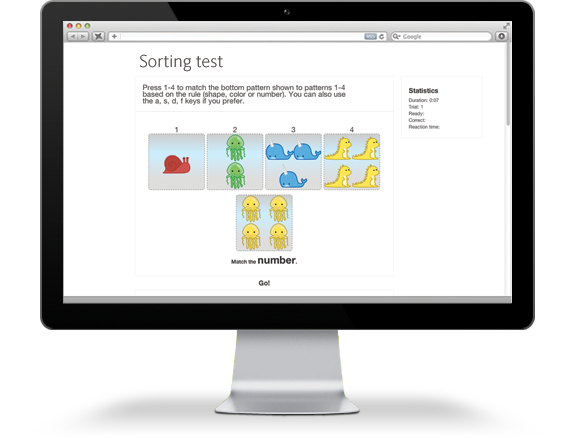 Google
Sorting test
Press 1-4 to match the bottom pattern shown to patterns 1-4
based on the rule (shape, color or number). You can also use
the a, s, d, f keys if you prefer.
1 2 3 4
Match the number.
Go!
Statistics
Duration: 0:07
Trial: 1
Ready:
Correct:
Reaction time: